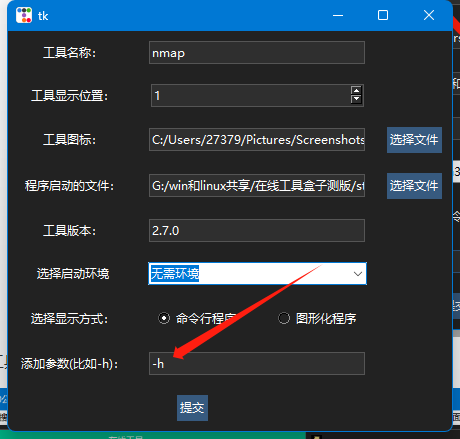 tk
工具名称: nmap
工具显示位置: 1
工具图标: C:/Users/27379/Pictures/Screenshots 选择文件
程序启动的文件: G:/win和linux共享/在线工具盒子测版/st 选择文件
工具版本: 2.7.0
选择启动环境 无需环境
选择显示方式: 命令行程序 图形化程序
添加参数(比如-h): -h
提交